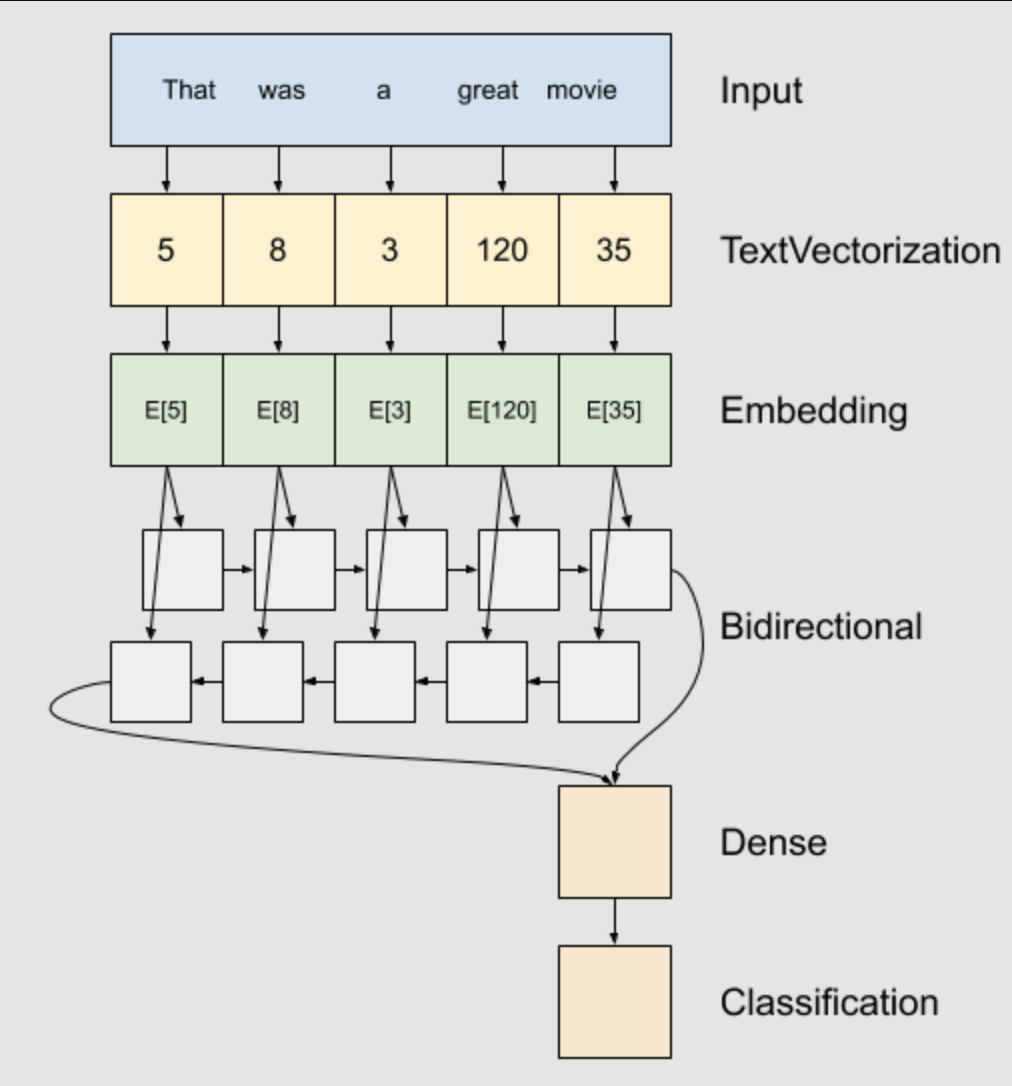 That was a great movie Input
5 8 3 120 35 TextVectorization
E[5] E[8] E[3] E[120] E[35] Embedding
Bidirectional
Dense
Classification